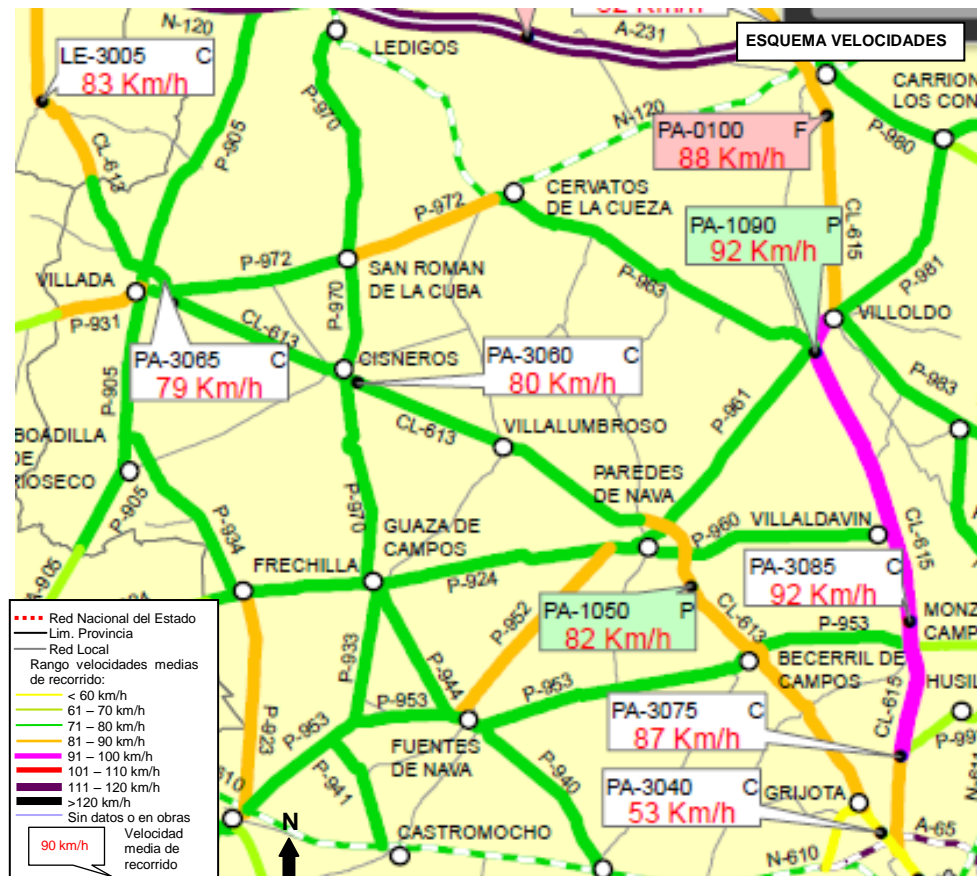 N-120
LEDIGOS
A-231
ESQUEMA VELOCIDADES
LE-3005 C
83 Km/h
CARRION
P-970
P-905
N-120
PA-0100 F
88 Km/h
P-980
CL-613
CERVATOS
DE LA CUEZA
P-972
PA-1090 P
92 Km/h
CL-615
P-972
SAN ROMAN
DE LA CUBA
P-963
P-981
VILLADA
P-931
P-970
CL-613
VILLOLDO
PA-3065 C
79 Km/h
CISNEROS
PA-3060 C
80 Km/h
P-905
P-961
P-983
CL-613
VILLALUMBROSO
BOADILLA
DE
RIOSECO
PAREDES
DE NAVA
P-905
P-970
P-934
GUAZA DE
CAMPOS
P-960
VILLALDAVIN
CL-615
FRECHILLA
P-924
PA-3085 C
92 Km/h
P-905
PA-1050 P
82 Km/h
P-952
CL-613
P-953
P-933
P-944
BECERRIL DE
CAMPOS
P-953
P-953
P-953
CL-615
PA-3075 C
87 Km/h
P-923
FUENTES
DE NAVA
P-941
P-940
PA-3040 C
53 Km/h
GRIJOTA
N-611
A-65
N-610
CASTROMOCHO
N
Red Nacional del Estado
Lim. Provincia
Red Local
Rango velocidades medias
de recorrido:
< 60 km/h
61 – 70 km/h
71 – 80 km/h
81 – 90 km/h
91 – 100 km/h
101 – 110 km/h
111 – 120 km/h
>120 km/h
Sin datos o en obras
90 km/h
Velocidad
media de
recorrido